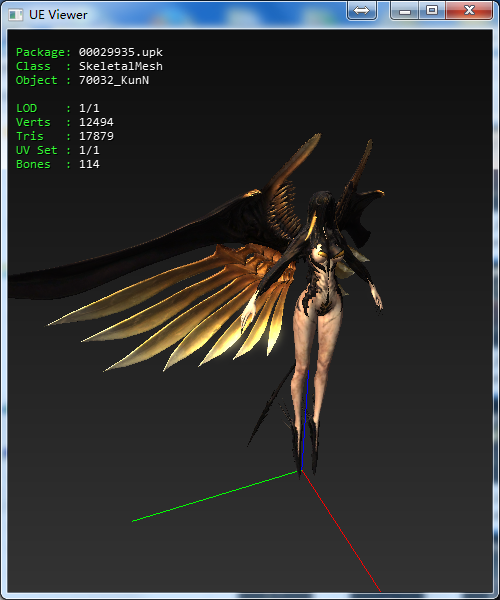 UE Viewer
Package: 00029935.upk
Class : SkeletalMesh
Object : 70032_KunN
LOD : 1/1
Verts : 12494
Tris : 17879
UV Set : 1/1
Bones : 114